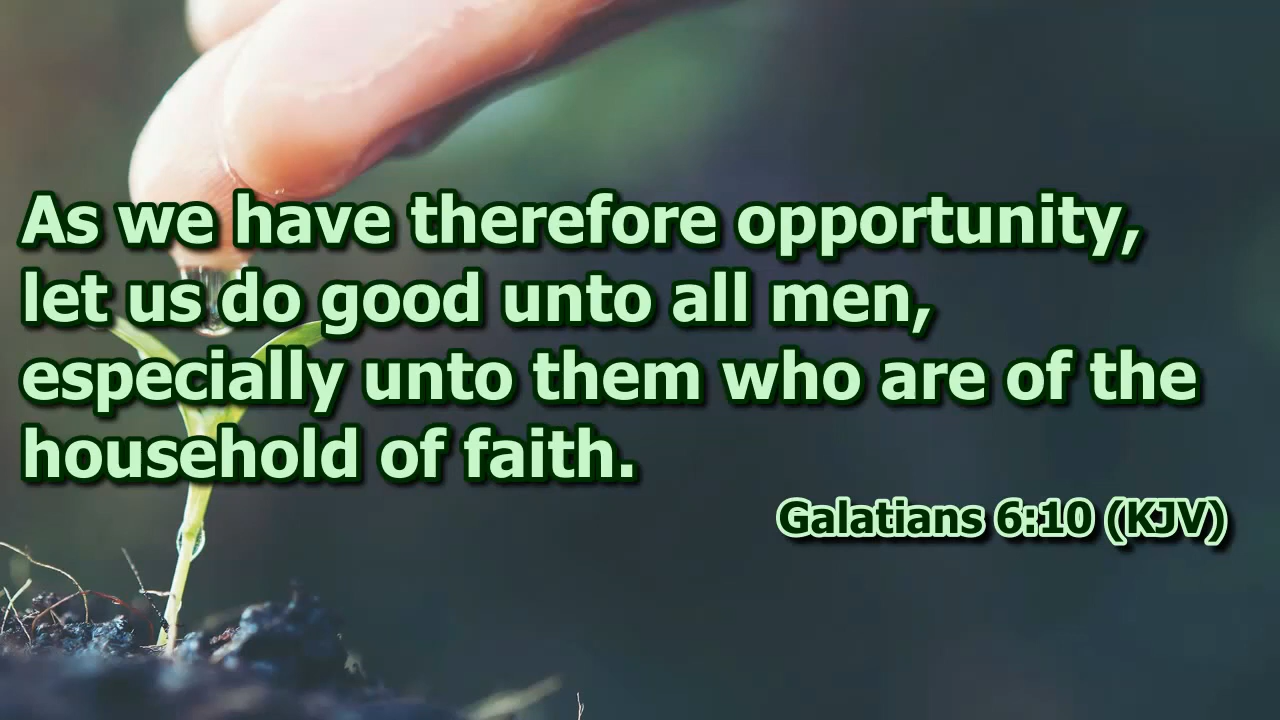 As we have therefore opportunity,
let us do good unto all men,
especially unto them who are of the
household of faith.
Galatians 6:10 (KJV)